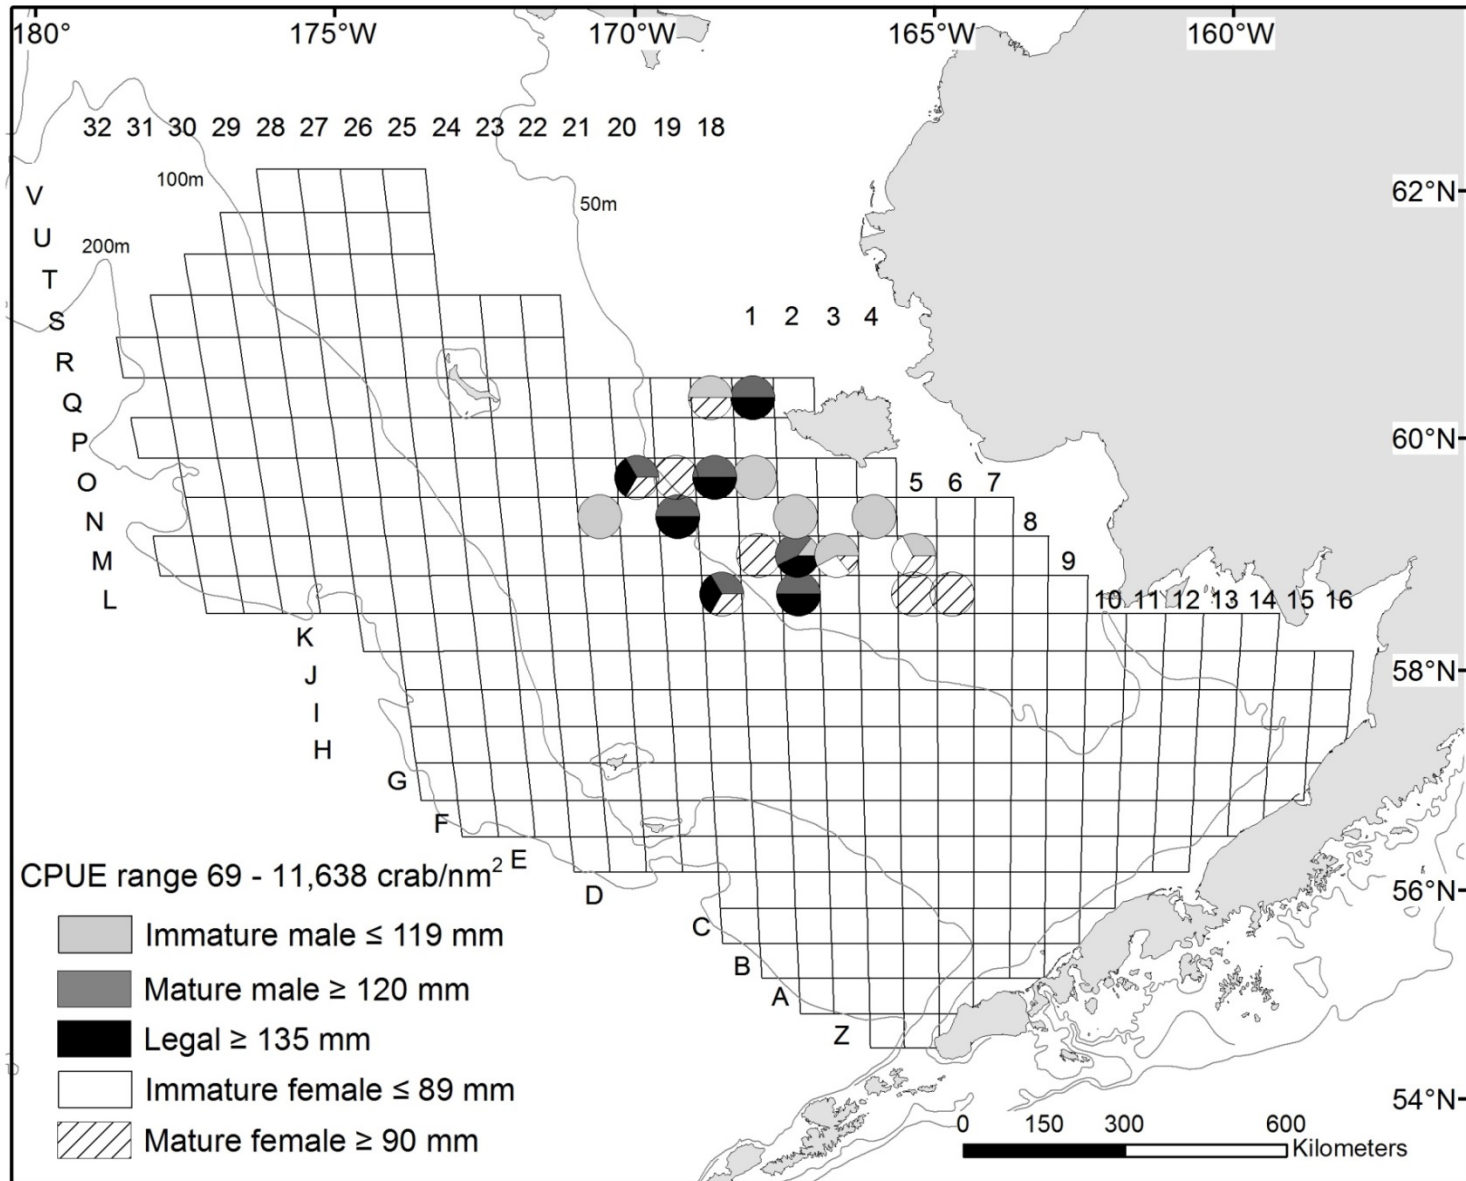 180° 175°W 170°W 165°W 160°W
32 31 30 29 28 27 26 25 24 23 22 21 20 19 18
100m
62°N
V
50m
U
200m
T
S
1 2 3 4
R
Q
P
60°N
O
5 6 7
N
8
M
9
L
10 11 12 13 14 15 16
K
J
58°N
I
H
G
F
E
CPUE range 69 - 11,638 crab/nm2
D
56°N
C
Immature male ≤ 119 mm
B
Mature male ≥ 120 mm
A
Legal ≥ 135 mm
Z
Immature female ≤ 89 mm
54°N
0 150 300 600
Mature female ≥ 90 mm
Kilometers